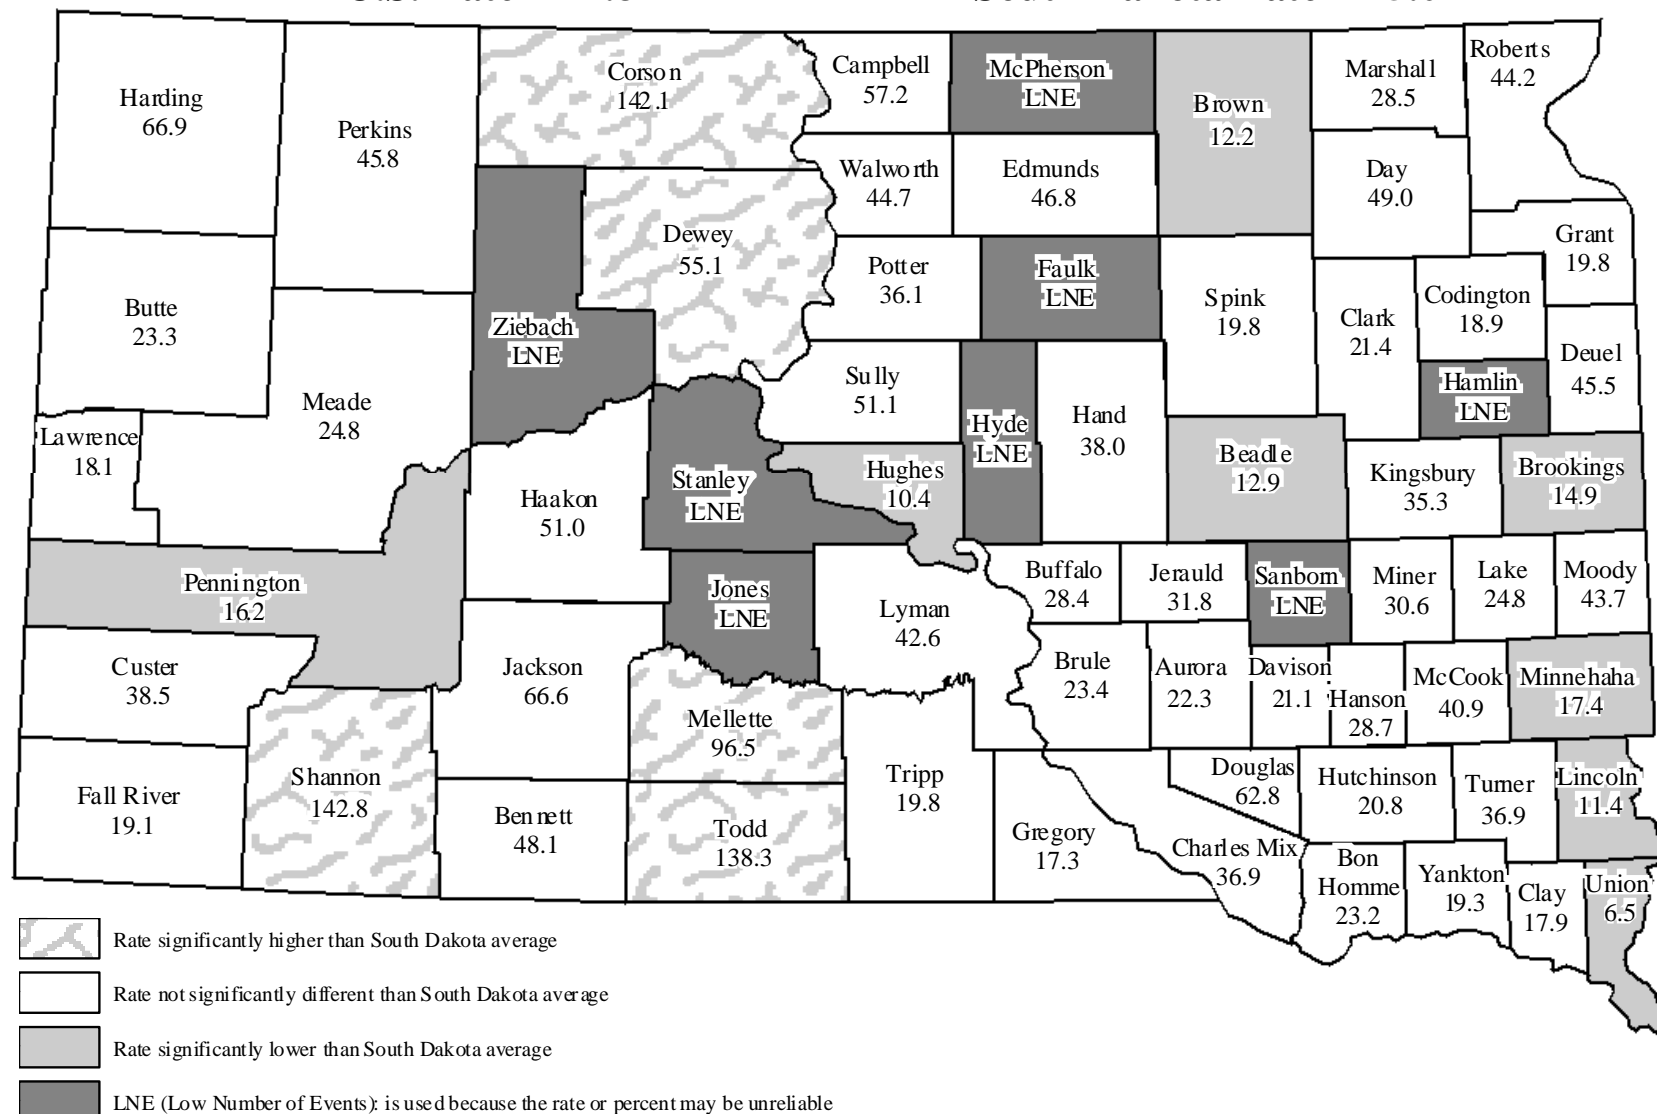 Harding
66.9
Perkins
45.8
Corson
142.1
Campbell
57.2
McPherson
LNE
Brown
12.2
Marshall
28.5
Roberts
44.2
Walworth
44.7
Edmunds
46.8
Day
49.0
Dewey
55.1
Grant
19.8
Butte
23.3
Ziebach
LNE
Potter
36.1
Faulk
LNE
Spink
19.8
Clark
21.4
Codington
18.9
Deuel
45.5
Meade
24.8
Sully
51.1
Hyde
LNE
Hand
38.0
Hamlin
LNE
Lawrence
18.1
Haakon
51.0
Stanley
LNE
Hughes
10.4
Beadle
12.9
Kingsbury
35.3
Brookings
14.9
Pennington
16.2
Jones
LNE
Lyman
42.6
Buffalo
28.4
Jerauld
31.8
Sanborn
LNE
Miner
30.6
Lake
24.8
Moody
43.7
Custer
38.5
Jackson
66.6
Mellette
96.5
Brule
23.4
Aurora
22.3
Davison
21.1
Hanson
28.7
McCook
40.9
Minnehaha
17.4
Fall River
19.1
Shannon
142.8
Bennett
48.1
Todd
138.3
Tripp
19.8
Gregory
17.3
Douglas
62.8
Charles Mix
36.9
Hutchinson
20.8
Turner
36.9
Lincoln
11.4
Bon
Homme
23.2
Yankton
19.3
Clay
17.9
Union
6.5
Rate significantly higher than South Dakota average
Rate not significantly different than South Dakota average
Rate significantly lower than South Dakota average
LNE (Low Number of Events): is used because the rate or percent may be unreliable